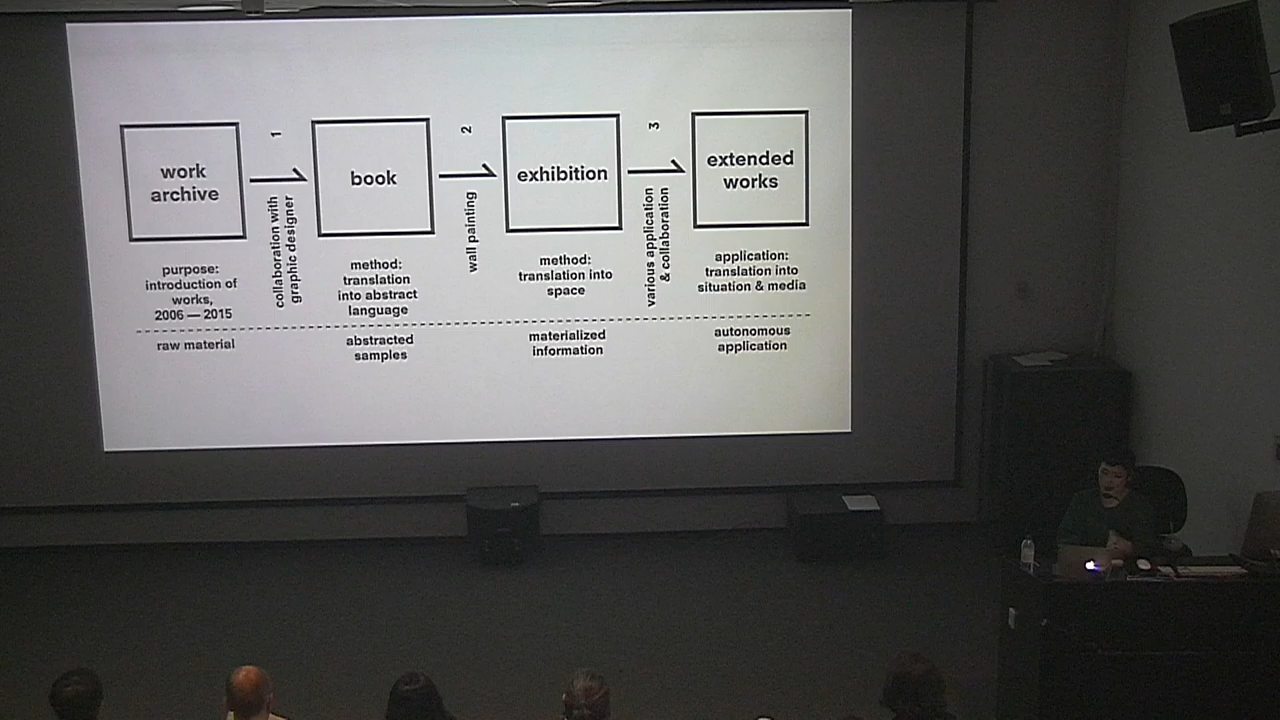 work
archive
1
collaboration with
graphic designer
book
2
wall painting
exhibition
3
various application
& collaboration
extended
works
purpose:
introduction of
works,
2006 — 2015
method:
translation
into abstract
language
method:
translation into
space
application:
translation into
situation & media
raw material
abstracted
samples
materialized
information
autonomous
application